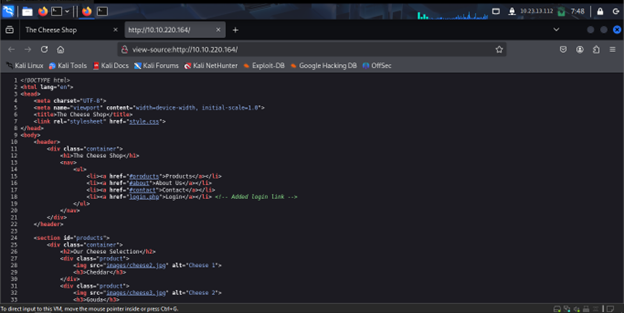 10.23.13.112
7:48
The Cheese Shop
http://10.10.220.164/
view-source:http://10.10.220.164/
Kali Linux Kali Tools Kali Docs Kali Forums Kali NetHunter Exploit-DB Google Hacking DB OffSec
1 <!DOCTYPE html>
2 <html lang="en">
3 <head>
4 <meta charset="UTF-8">
5 <meta name="viewport" content="width=device-width, initial-scale=1.0">
6 <title>The Cheese Shop</title>
7 <link rel="stylesheet" href="style.css">
8 </head>
9 <body>
10 <header>
11 <div class="container">
12 <h1>The Cheese Shop</h1>
13 <nav>
14 <ul>
15 <li><a href="#products">Products</a></li>
16 <li><a href="#about">About Us</a></li>
17 <li><a href="#contact">Contact</a></li>
18 <li><a href="login.php">Login</a></li> <!-- Added login link -->
19 </ul>
20 </nav>
21 </div>
22 </header>
23
24 <section id="products">
25 <div class="container">
26 <h2>Our Cheese Selection</h2>
27 <div class="product">
28 <img src="images/cheese2.jpg" alt="Cheese 1">
29 <h3>Cheddar</h3>
30 </div>
31 <div class="product">
32 <img src="images/cheese3.jpg" alt="Cheese 2">
33 <h3>Gouda</h3>
To direct input to this VM, move the mouse pointer inside or press Ctrl+G.